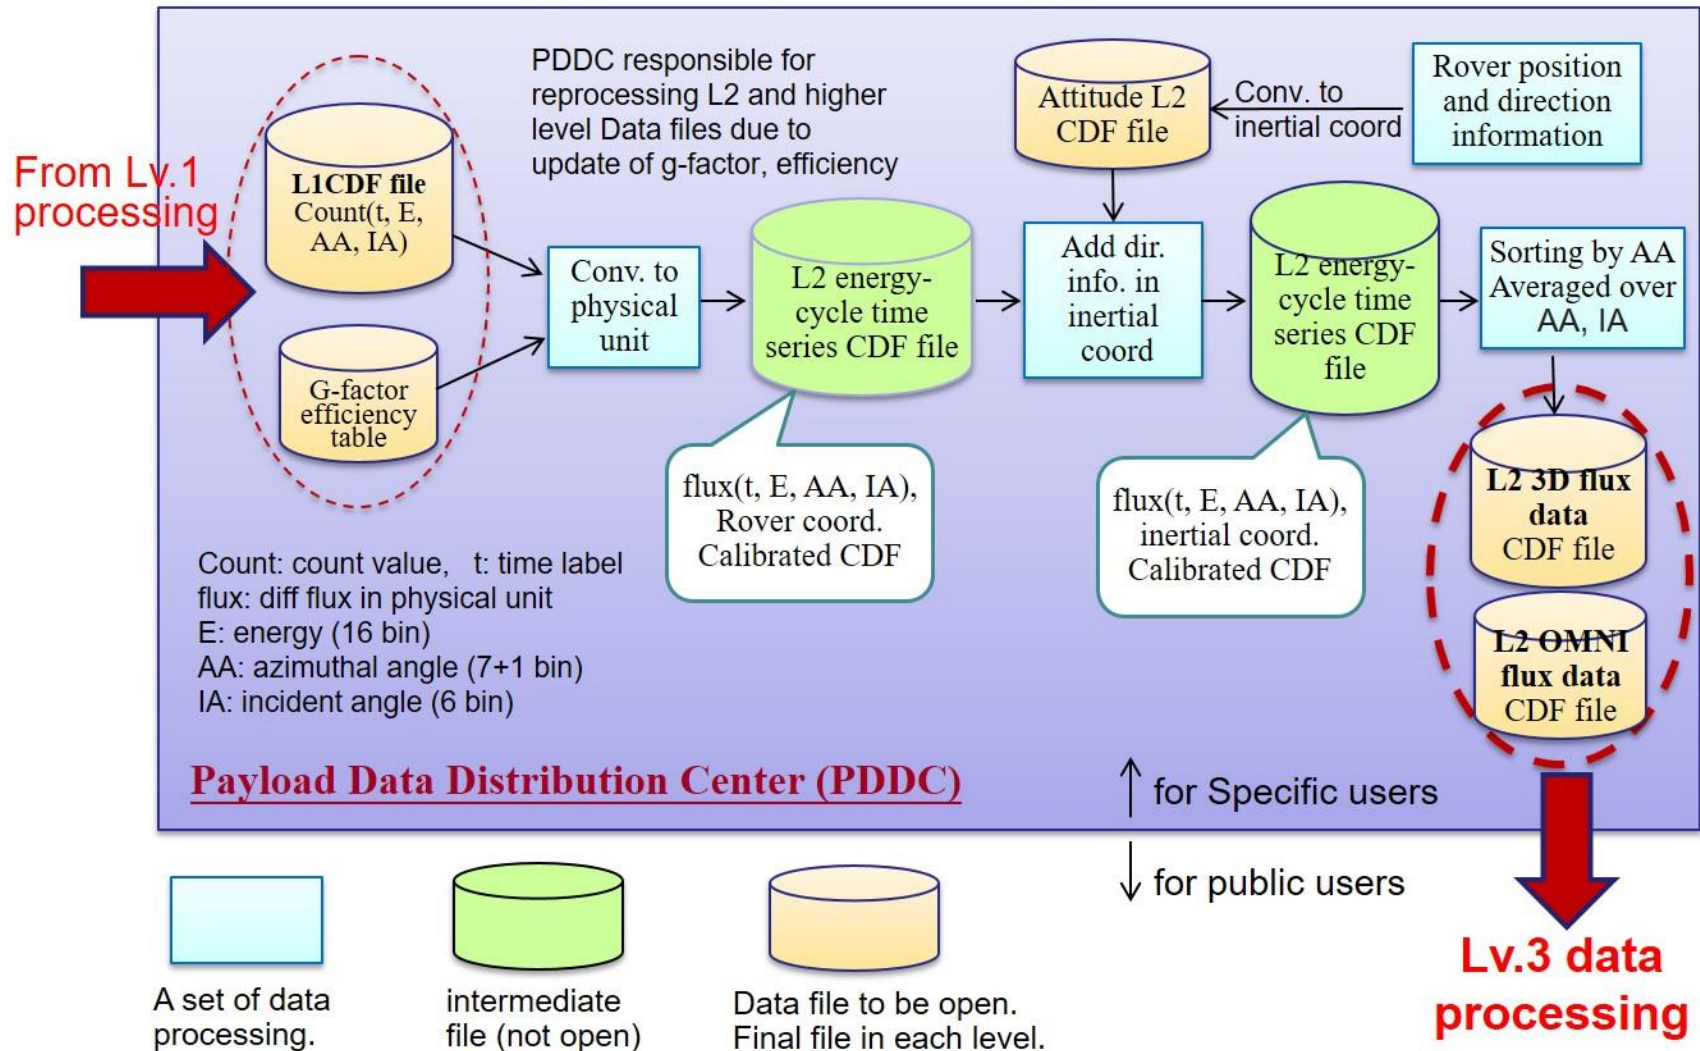 PDDC responsible for
reprocessing L2 and higher
level Data files due to
update of g-factor, efficiency
Attitude L2
CDF file
Conv. to
inertial coord
Rover position
and direction
information
From Lv.1
processing
L1CDF file
Count(t, E,
AA, IA)
G-factor
efficiency
table
Conv. to
physical
unit
L2 energy-
cycle time
series CDF file
Add dir.
info. in
inertial
coord
L2 energy-
cycle time
series CDF
file
Sorting by AA
Averaged over
AA, IA
flux(t, E, AA, IA),
Rover coord.
Calibrated CDF
flux(t, E, AA, IA),
inertial coord.
Calibrated CDF
L2 3D flux
data
CDF file
L2 OMNI
flux data
CDF file
Count: count value, t: time label
flux: diff flux in physical unit
E: energy (16 bin)
AA: azimuthal angle (7+1 bin)
IA: incident angle (6 bin)
Payload Data Distribution Center (PDDC)
for Specific users
for public users
Lv.3 data
processing
A set of data
processing.
intermediate
file (not open)
Data file to be open.
Final file in each level.